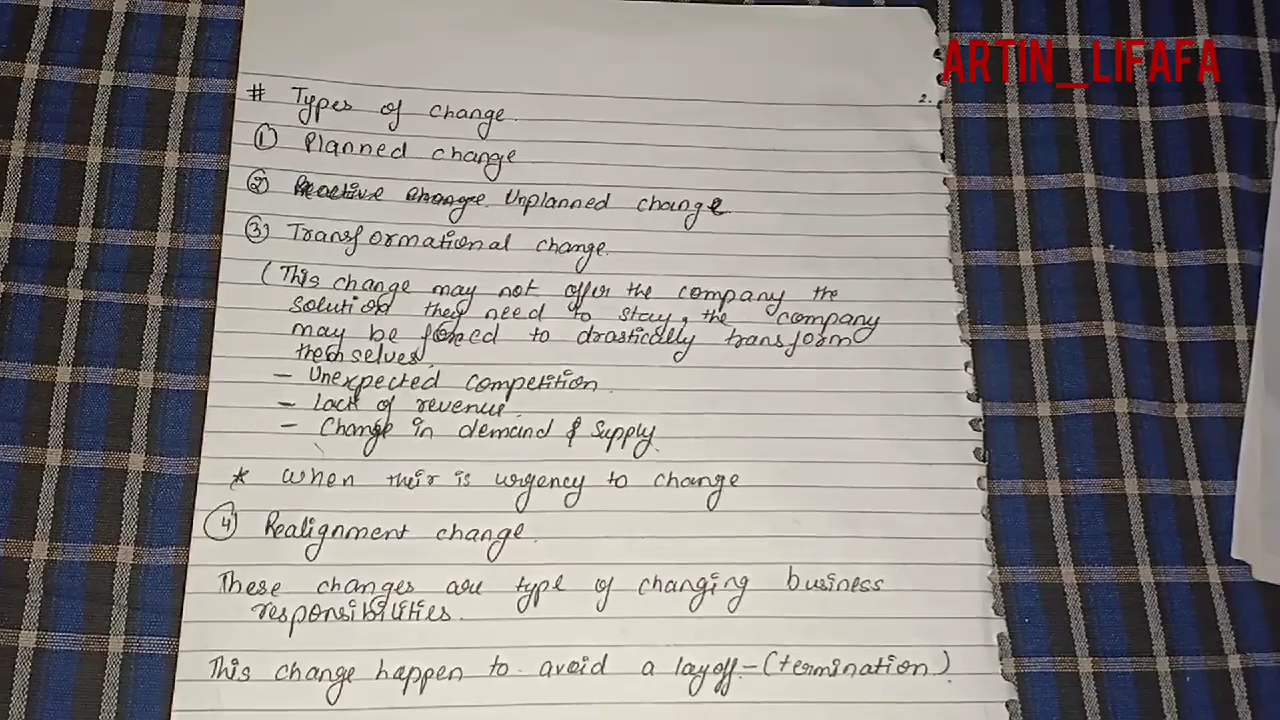 ARTIN_LIFAFA
2.
# Types of change.
① Planned change
② Reactive change Unplanned change
③ Transformational change.
(This change may not offer the company the
solution they need to stay, the company
may be forced to drastically transform
themselves.
- Unexpected competition.
- Lack of revenue.
- Change in demand & Supply.
* When their is urgency to change
④ Realignment change.
These changes are type of changing business
responsibilities.
This change happen to avoid a layoff - (termination)